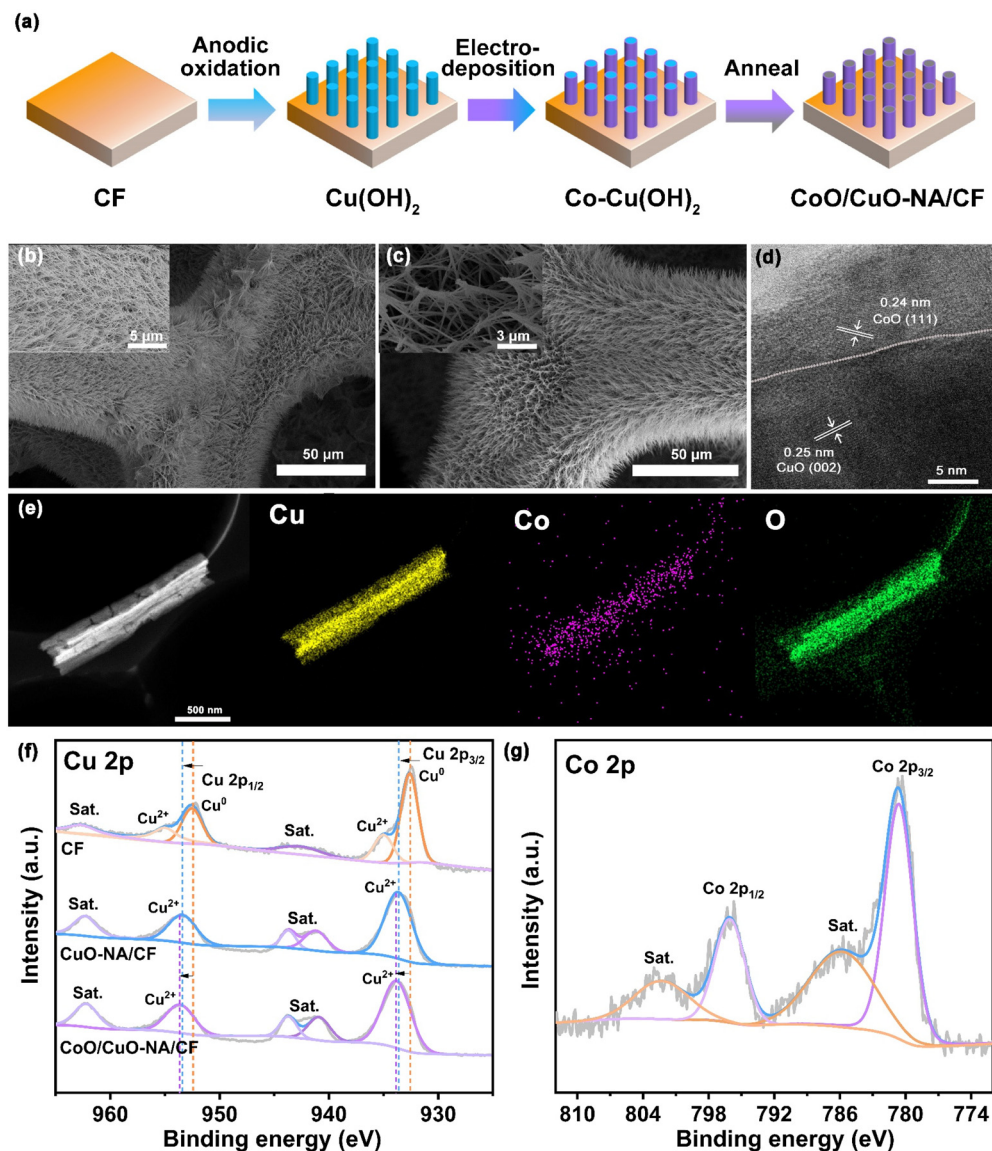 (a)
Anodic
oxidation
Electro-
deposition
Anneal
CF
Cu(OH)₂
Co-Cu(OH)₂
CoO/CuO-NA/CF
(b)
5 μm
50 μm
(c)
3 μm
50 μm
(d)
0.24 nm
CoO (111)
0.25 nm
CuO (002)
5 nm
(e)
500 nm
Cu
Co
O
(f)
Cu 2p
Cu 2p₁/₂
Cu⁰
Cu 2p₃/₂
Cu⁰
Sat.
Cu²⁺
Sat.
Cu²⁺
CF
Sat.
Cu²⁺
Sat.
Cu²⁺
CuO-NA/CF
Sat.
Cu²⁺
Sat.
Cu²⁺
CoO/CuO-NA/CF
Intensity (a.u.)
960 950 940 930
Binding energy (eV)
(g)
Co 2p
Co 2p₃/₂
Co 2p₁/₂
Sat.
Sat.
Intensity (a.u.)
810 804 798 792 786 780 774
Binding energy (eV)